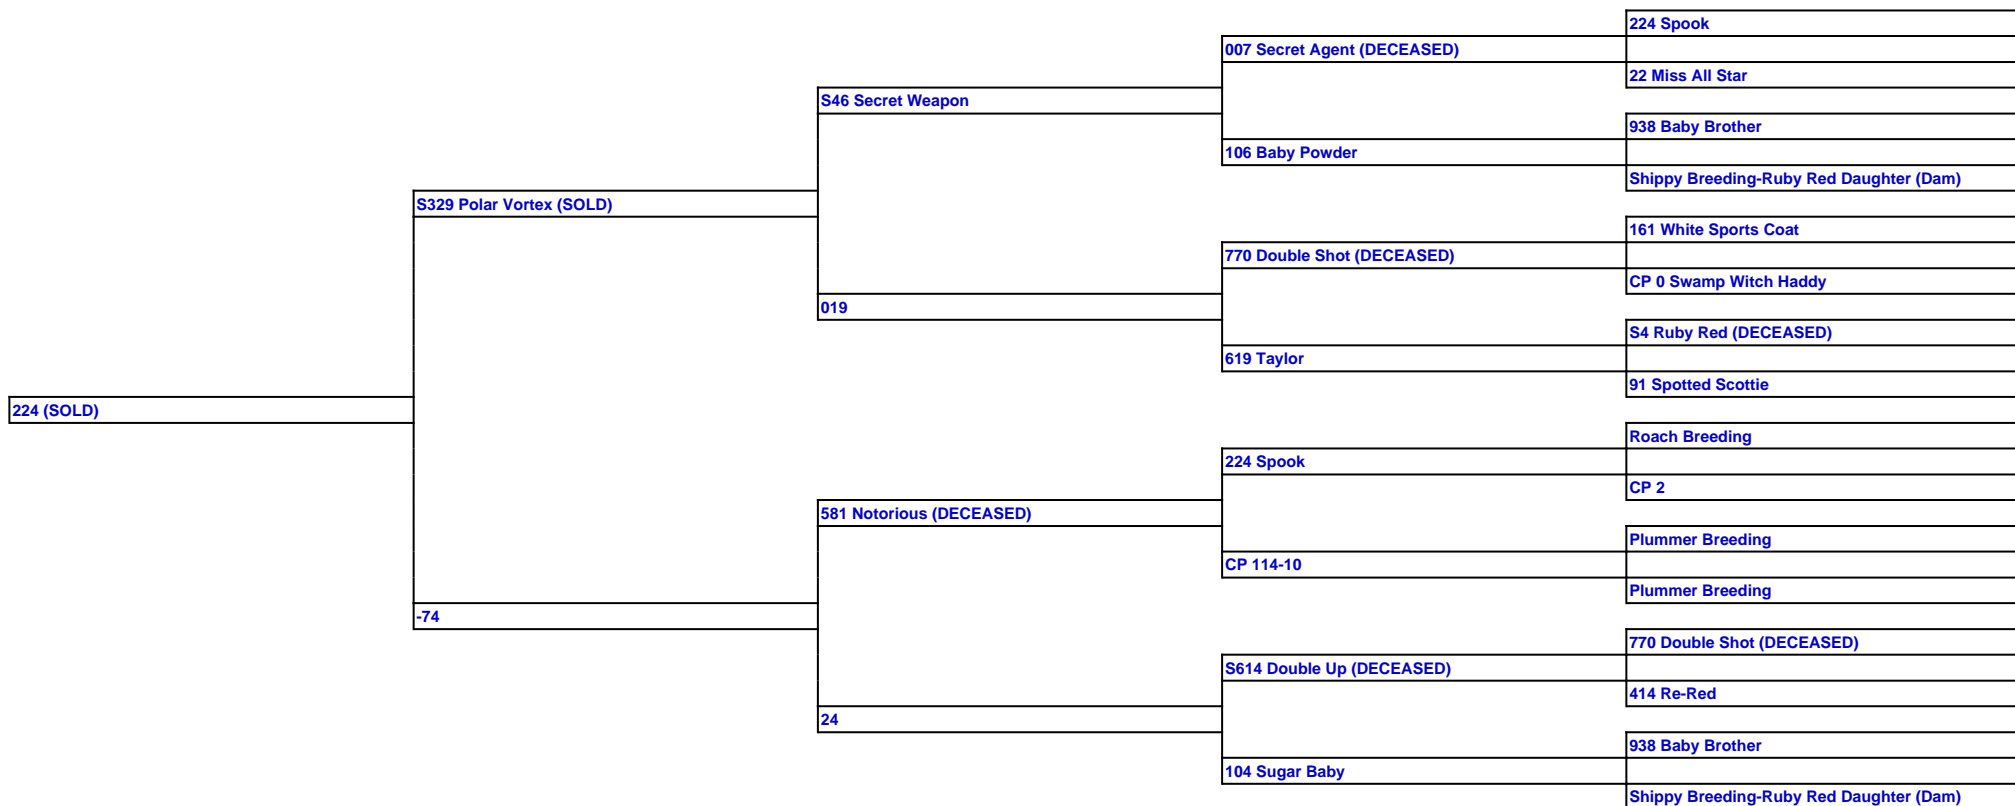 224 Spook
007 Secret Agent (DECEASED)
22 Miss All Star
S46 Secret Weapon
938 Baby Brother
106 Baby Powder
Shippy Breeding-Ruby Red Daughter (Dam)
S329 Polar Vortex (SOLD)
161 White Sports Coat
770 Double Shot (DECEASED)
CP 0 Swamp Witch Haddy
019
S4 Ruby Red (DECEASED)
619 Taylor
91 Spotted Scottie
224 (SOLD)
Roach Breeding
224 Spook
CP 2
581 Notorious (DECEASED)
Plummer Breeding
CP 114-10
Plummer Breeding
-74
770 Double Shot (DECEASED)
S614 Double Up (DECEASED)
414 Re-Red
24
938 Baby Brother
104 Sugar Baby
Shippy Breeding-Ruby Red Daughter (Dam)